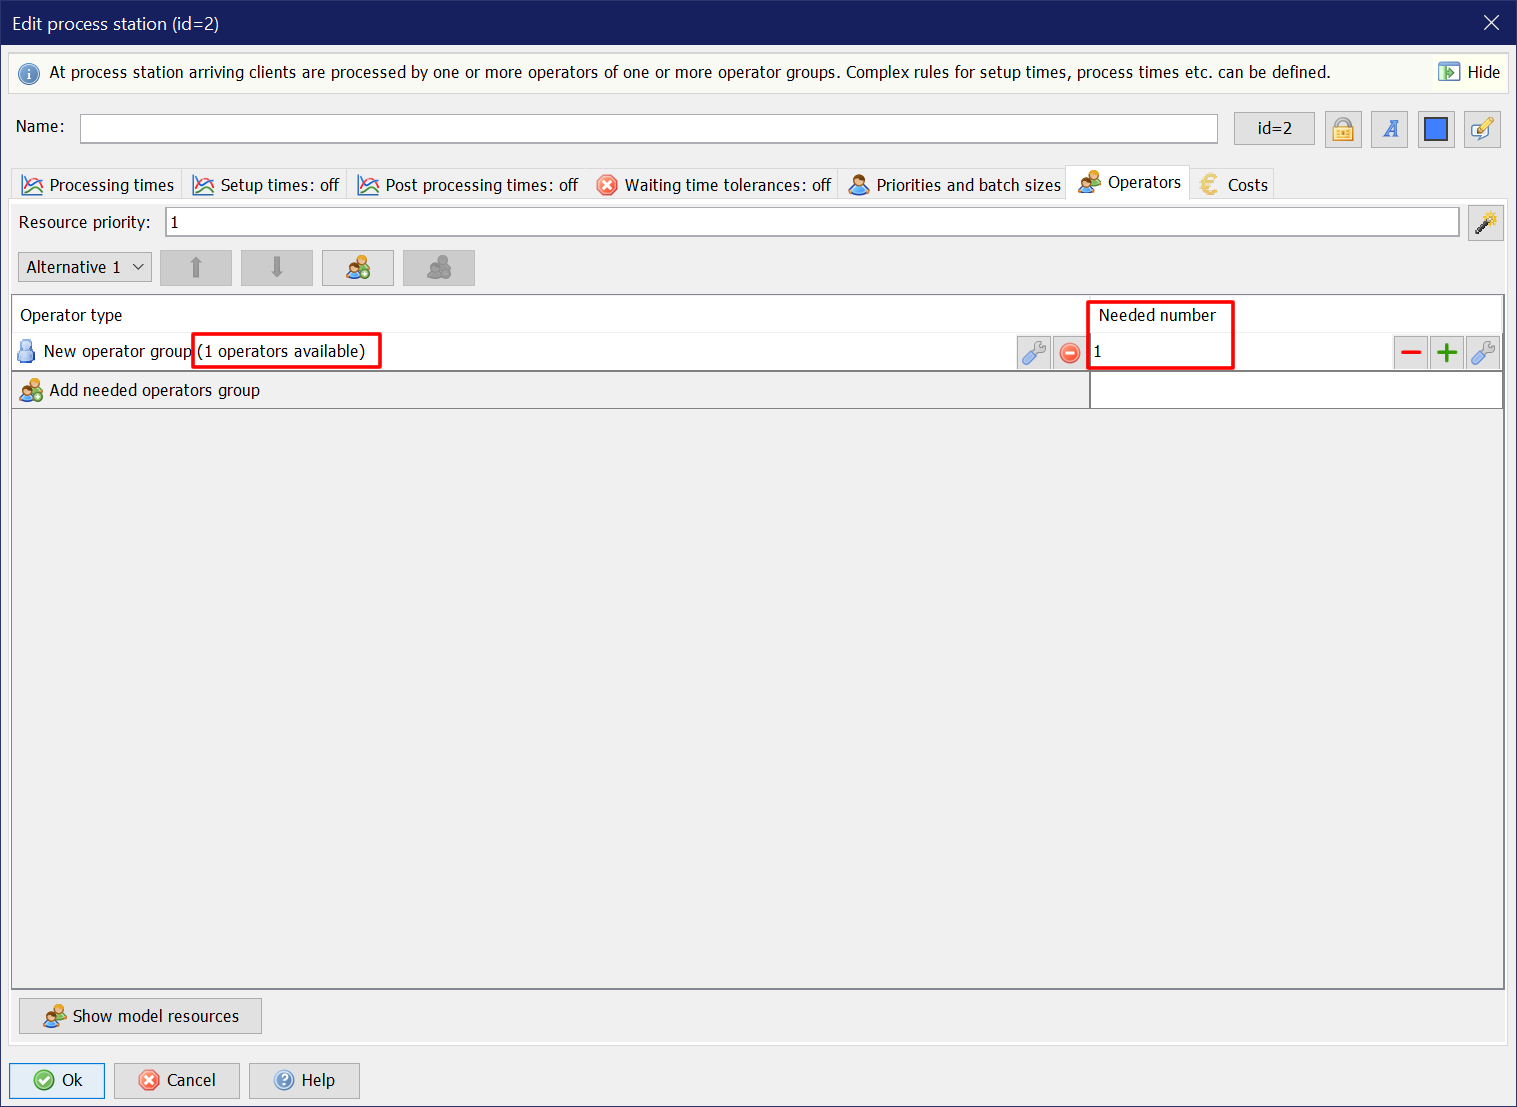 Edit process station (id=2)
At process station arriving clients are processed by one or more operators of one or more operator groups. Complex rules for setup times, process times etc. can be defined.
Hide
Name:
id=2
A
Processing times
Setup times: off
Post processing times: off
Waiting time tolerances: off
Priorities and batch sizes
Operators
Costs
Resource priority:
1
Alternative 1
Operator type
Needed number
New operator group (1 operators available)
1
Add needed operators group
Show model resources
Ok
Cancel
Help